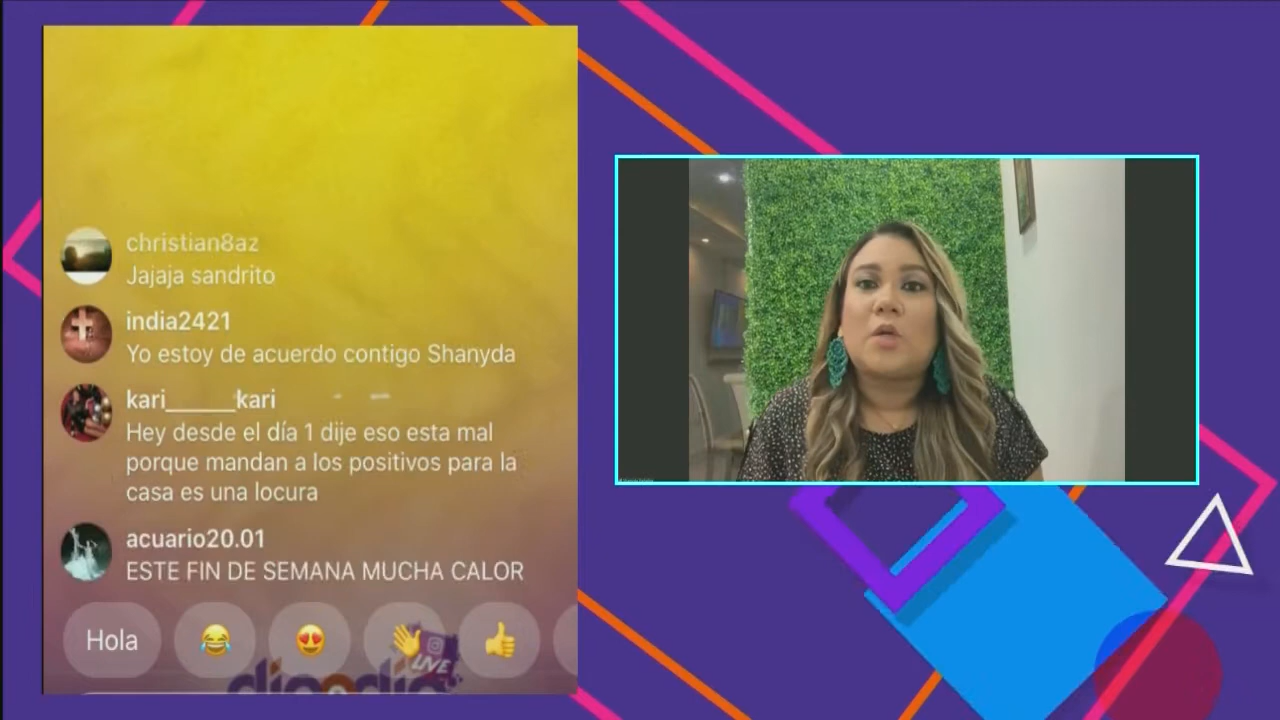 christian8az
Jajaja sandrito
india2421
Yo estoy de acuerdo contigo Shanyda
kari______kari
Hey desde el día 1 dije eso esta mal
porque mandan a los positivos para la
casa es una locura
acuario20.01
ESTE FIN DE SEMANA MUCHA CALOR
Hola
LIVE